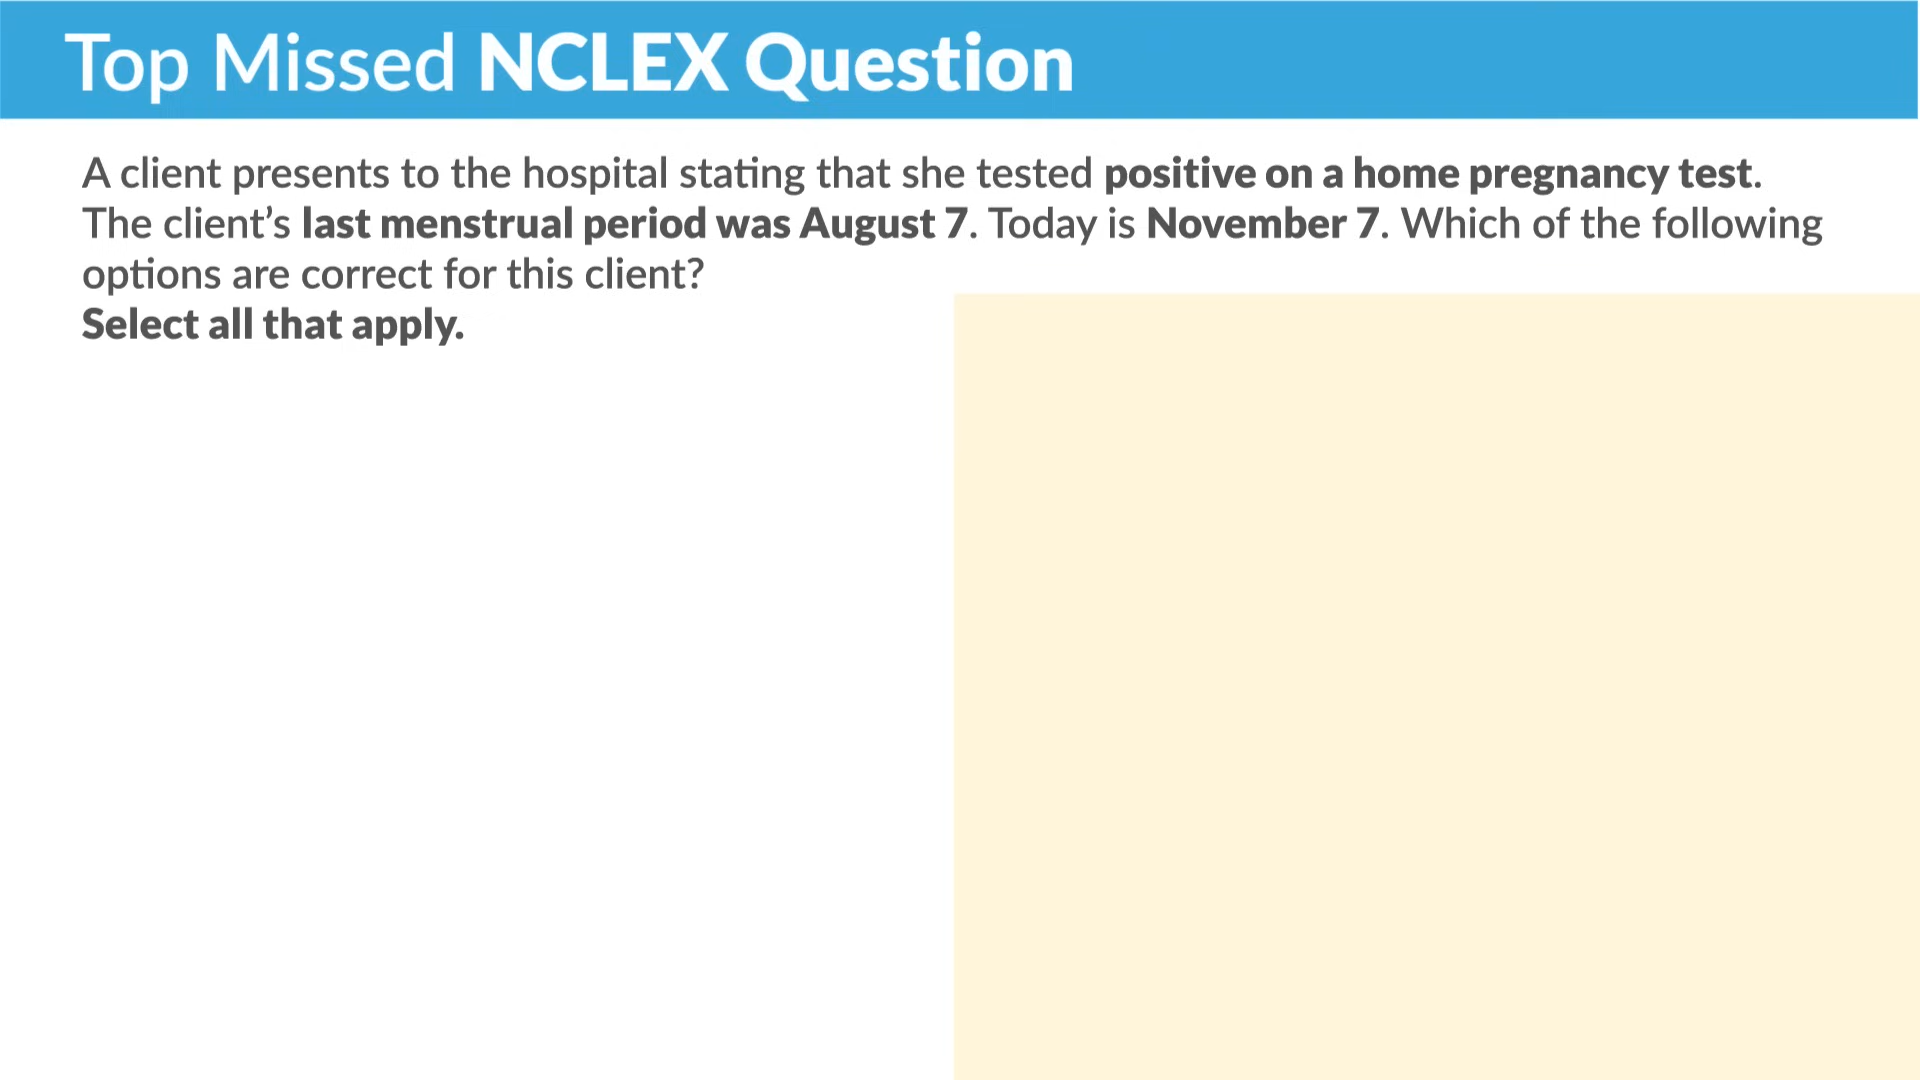 Top Missed NCLEX Question
A client presents to the hospital stating that she tested positive on a home pregnancy test.
The client’s last menstrual period was August 7. Today is November 7. Which of the following
options are correct for this client?
Select all that apply.